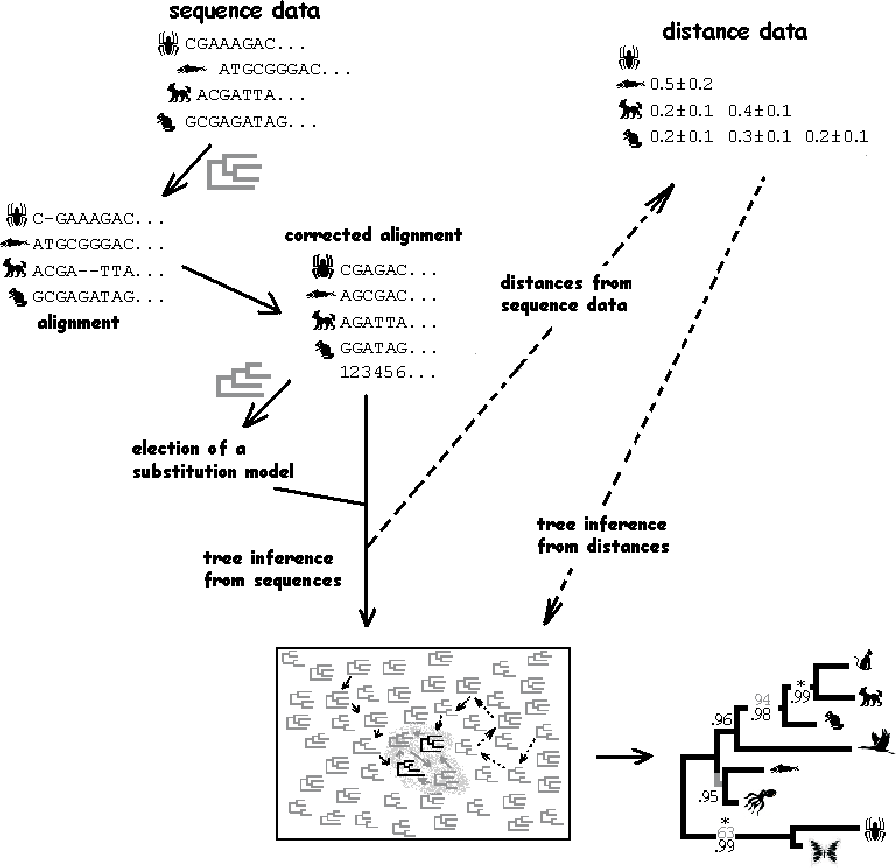 sequence data
CGAAAGAC...
ATGCGGGAC...
ACGATTA...
GCGAGATAG...
distance data
0.5±0.2
0.2±0.1 0.4±0.1
0.2±0.1 0.3±0.1 0.2±0.1
C-GAAAGAC...
ATGCGGGAC...
ACGA--TTA...
GCGAGATAG...
alignment
corrected alignment
CGAGAC...
AGCGAC...
AGATTA...
GGATAG...
123456...
distances from
sequence data
election of a
substitution model
tree inference
from sequences
tree inference
from distances
*
.99
94
.98
.96
.95
*
63
.99